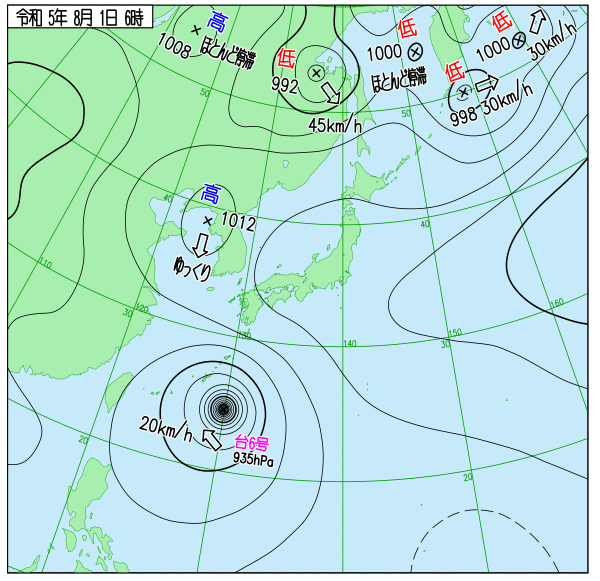 令和 5年 8月 1日 6時
高
1008
ほとんど停滞
低
992
45km/h
低
1000
ほとんど停滞
低
1000
30km/h
低
998
30km/h
50
50
高
1012
ゆっくり
40
40
110
120
30
130
140
150
30
160
20km/h
台6号
935hPa
20
20